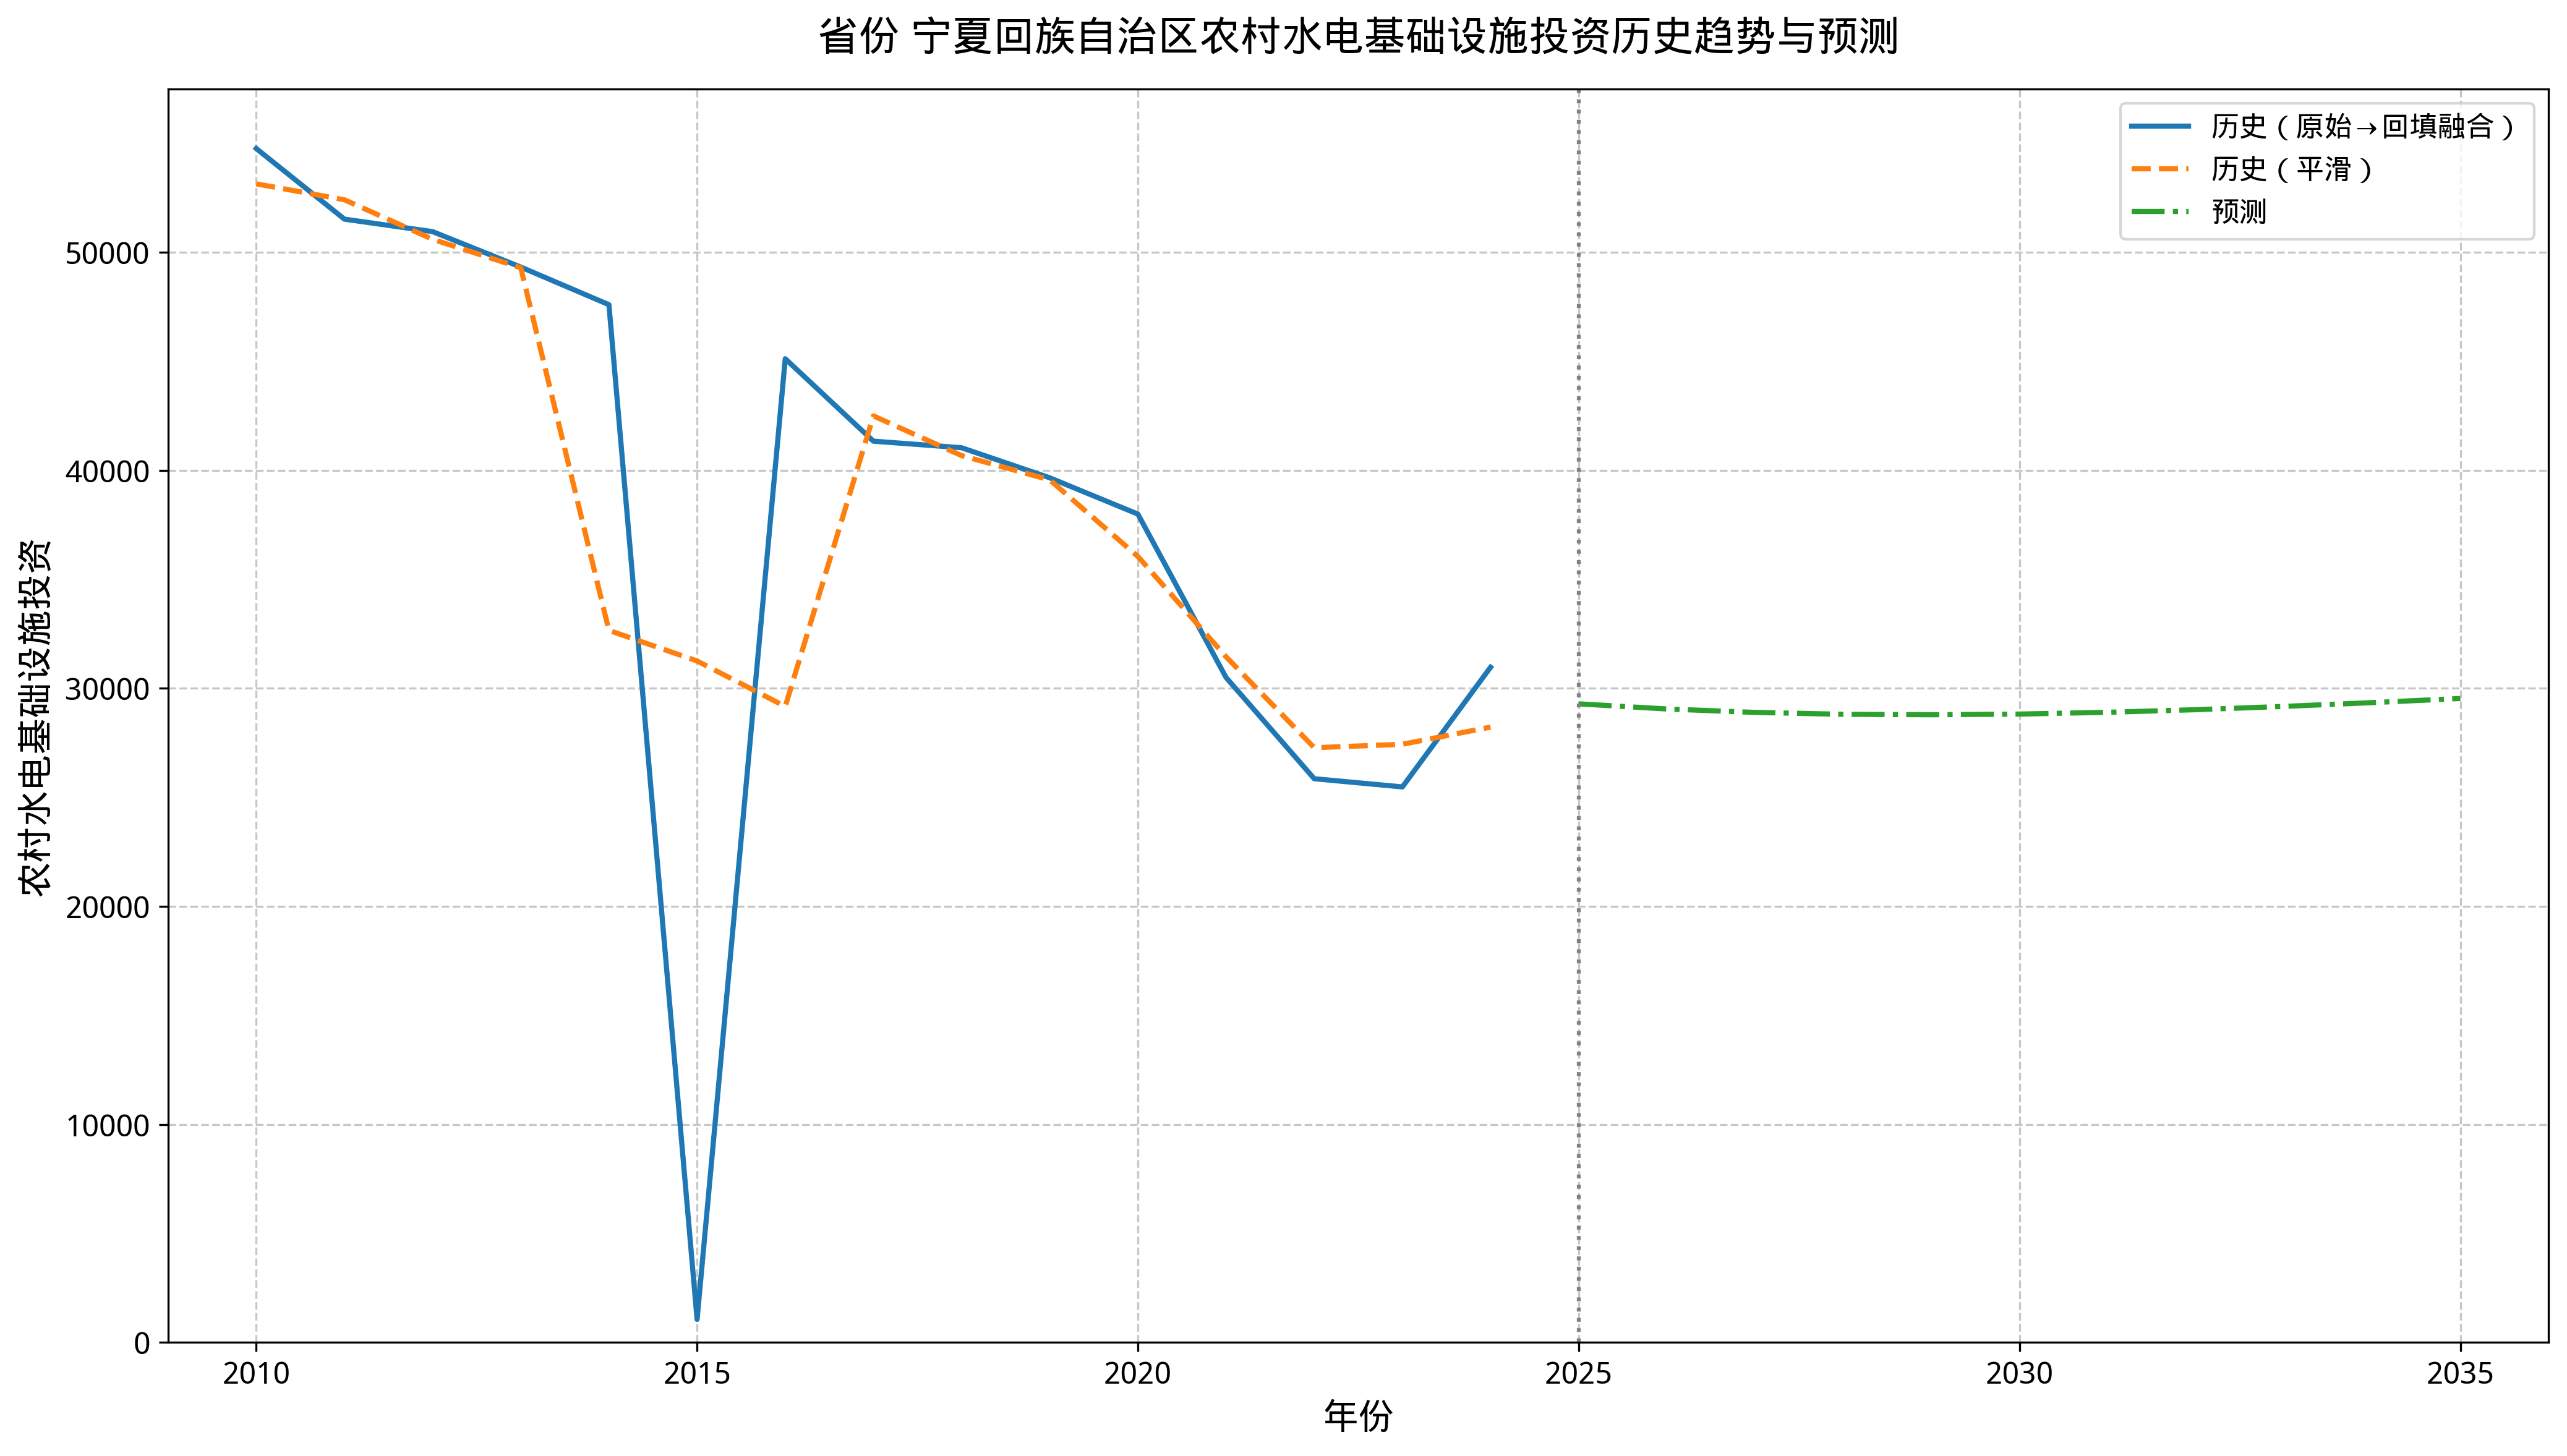 省份 宁夏回族自治区农村水电基础设施投资历史趋势与预测
历史（原始→回填融合）
历史（平滑）
预测
农村水电基础设施投资
50000
40000
30000
20000
10000
0
2010
2015
2020
2025
2030
2035
年份